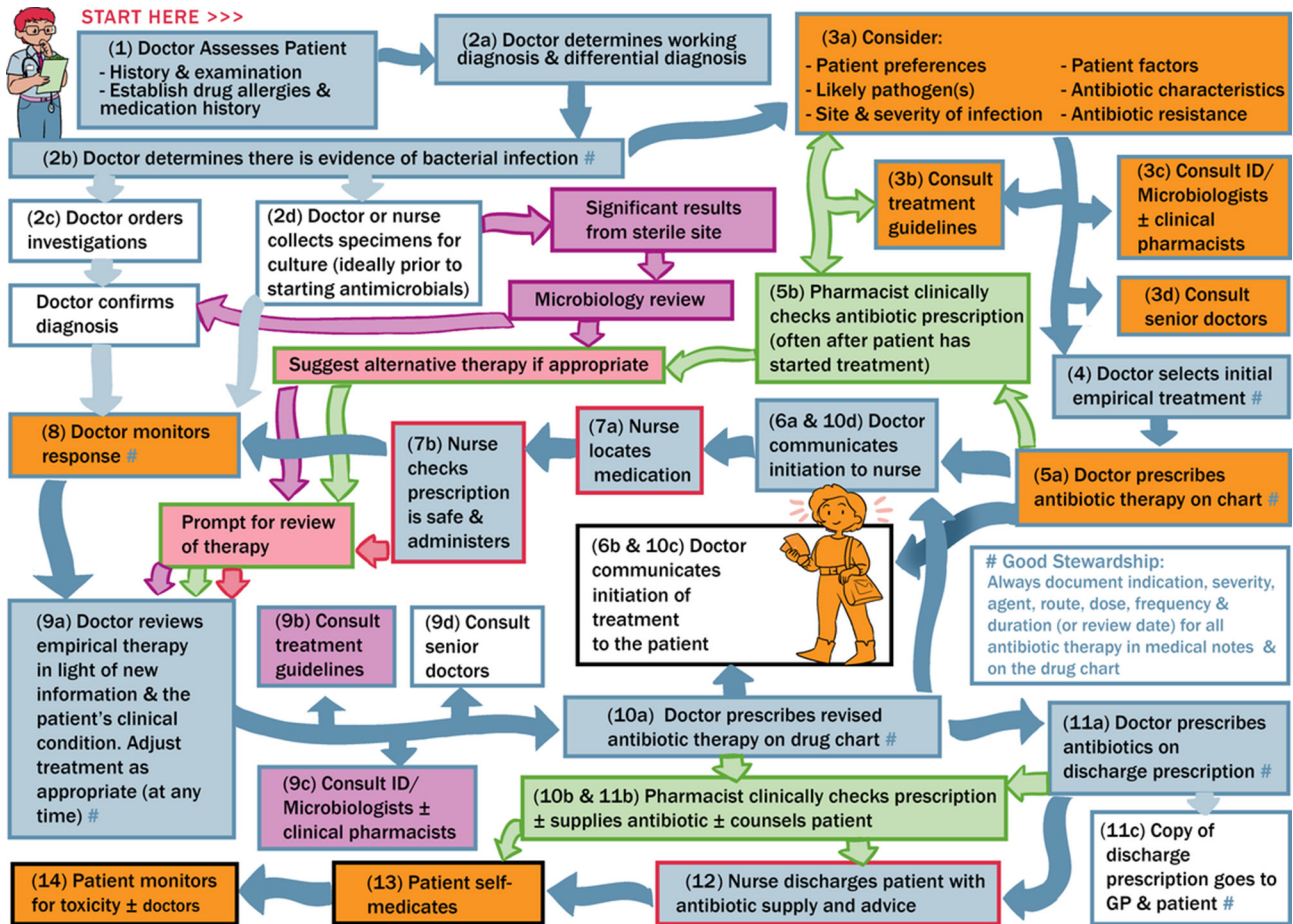 START HERE >>>
(1) Doctor Assesses Patient
- History & examination
- Establish drug allergies &
medication history
(2a) Doctor determines working
diagnosis & differential diagnosis
(3a) Consider:
- Patient preferences
- Likely pathogen(s)
- Site & severity of infection
- Patient factors
- Antibiotic characteristics
- Antibiotic resistance
(2b) Doctor determines there is evidence of bacterial infection #
(2c) Doctor orders
investigations
(2d) Doctor or nurse
collects specimens for
culture (ideally prior to
starting antimicrobials)
Significant results
from sterile site
(3b) Consult
treatment
guidelines
(3c) Consult ID/
Microbiologists
± clinical
pharmacists
Doctor confirms
diagnosis
Microbiology review
(5b) Pharmacist clinically
checks antibiotic prescription
(often after patient has
started treatment)
(3d) Consult
senior doctors
Suggest alternative therapy if appropriate
(4) Doctor selects initial
empirical treatment #
(8) Doctor monitors
response #
(7b) Nurse
checks
prescription
is safe &
administers
(7a) Nurse
locates
medication
(6a & 10d) Doctor
communicates
initiation to nurse
(5a) Doctor prescribes
antibiotic therapy on chart #
Prompt for review
of therapy
(6b & 10c) Doctor
communicates
initiation of
treatment
to the patient
# Good Stewardship:
Always document indication, severity,
agent, route, dose, frequency &
duration (or review date) for all
antibiotic therapy in medical notes &
on the drug chart
(9a) Doctor reviews
empirical therapy
in light of new
information & the
patient's clinical
condition. Adjust
treatment as
appropriate (at any
time) #
(9b) Consult
treatment
guidelines
(9d) Consult
senior
doctors
(9c) Consult ID/
Microbiologists ±
clinical pharmacists
(10a) Doctor prescribes revised
antibiotic therapy on drug chart #
(11a) Doctor prescribes
antibiotics on
discharge prescription #
(10b & 11b) Pharmacist clinically checks prescription
± supplies antibiotic ± counsels patient
(11c) Copy of
discharge
prescription goes to
GP & patient #
(14) Patient monitors
for toxicity ± doctors
(13) Patient self-
medicates
(12) Nurse discharges patient with
antibiotic supply and advice